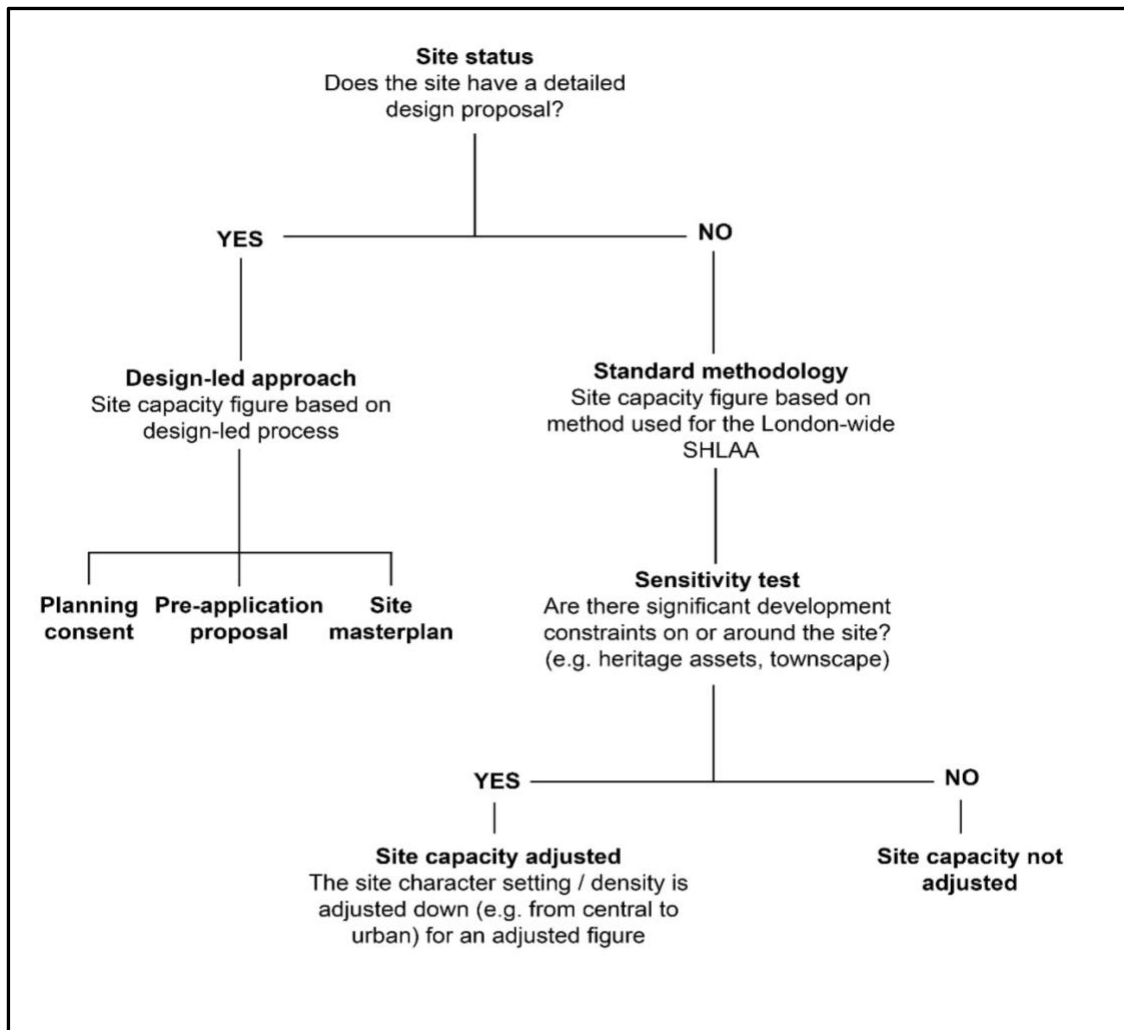 Site status
Does the site have a detailed
design proposal?
YES
NO
Design-led approach
Site capacity figure based on
design-led process
Standard methodology
Site capacity figure based on
method used for the London-wide
SHLAA
Planning
consent
Pre-application
proposal
Site
masterplan
Sensitivity test
Are there significant development
constraints on or around the site?
(e.g. heritage assets, townscape)
YES
NO
Site capacity adjusted
The site character setting / density is
adjusted down (e.g. from central to
urban) for an adjusted figure
Site capacity not
adjusted